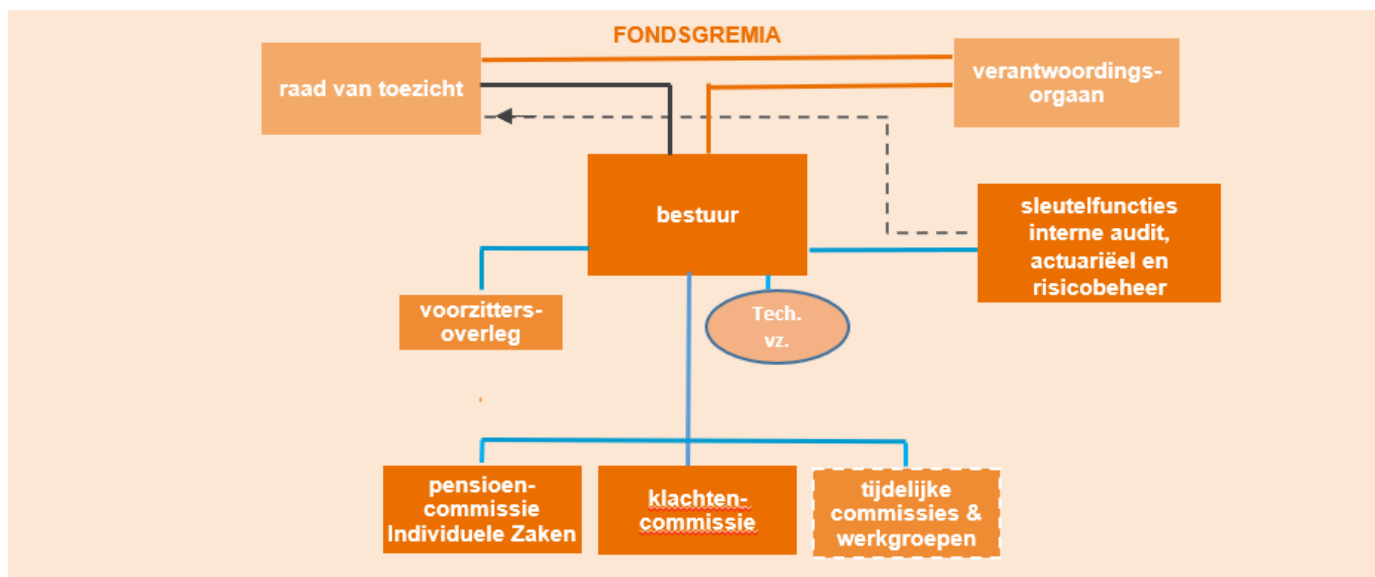 FONDSGREMIA
raad van toezicht
verantwoordings-
orgaan
bestuur
sleutelfuncties
interne audit,
actuariëel en
risicobeheer
voorzitters-
overleg
Tech.
vz.
pensioen-
commissie
Individuele Zaken
klachten-
commissie
tijdelijke
commissies &
werkgroepen